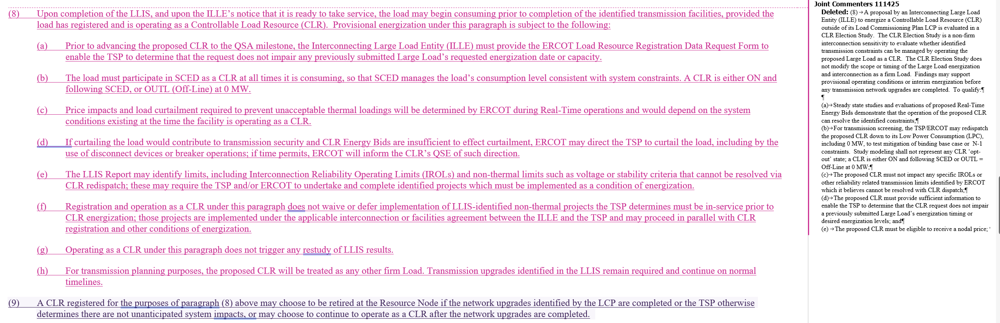 (8) Upon completion of the LLIS, and upon the ILLE’s notice that it is ready to take service, the load may begin consuming prior to completion of the identified transmission facilities, provided the
load has registered and is operating as a Controllable Load Resource (CLR).  Provisional energization under this paragraph is subject to the following:
(a) Prior to advancing the proposed CLR to the QSA milestone, the Interconnecting Large Load Entity (ILLE) must provide the ERCOT Load Resource Registration Data Request Form to
enable the TSP to determine that the request does not impair any previously submitted Large Load’s requested energization date or capacity.
(b) The load must participate in SCED as a CLR at all times it is consuming, so that SCED manages the load’s consumption level consistent with system constraints. A CLR is either ON and
following SCED, or OUTL (Off-Line) at 0 MW.
(c) Price impacts and load curtailment required to prevent unacceptable thermal loadings will be determined by ERCOT during Real-Time operations and would depend on the system
conditions existing at the time the facility is operating as a CLR.
(d) If curtailing the load would contribute to transmission security and CLR Energy Bids are insufficient to effect curtailment, ERCOT may direct the TSP to curtail the load, including by the
use of disconnect devices or breaker operations; if time permits, ERCOT will inform the CLR’s QSE of such direction.
(e) The LLIS Report may identify limits, including Interconnection Reliability Operating Limits (IROLs) and non-thermal limits such as voltage or stability criteria that cannot be resolved via
CLR redispatch; these may require the TSP and/or ERCOT to undertake and complete identified projects which must be implemented as a condition of energization.
(f) Registration and operation as a CLR under this paragraph does not waive or defer implementation of LLIS-identified non-thermal projects the TSP determines must be in-service prior to
CLR energization; those projects are implemented under the applicable interconnection or facilities agreement between the ILLE and the TSP and may proceed in parallel with CLR
registration and other conditions of energization.
(g) Operating as a CLR under this paragraph does not trigger any restudy of LLIS results.
(h) For transmission planning purposes, the proposed CLR will be treated as any other firm Load. Transmission upgrades identified in the LLIS remain required and continue on normal
timelines.
(9) A CLR registered for the purposes of paragraph (8) above may choose to be retired at the Resource Node if the network upgrades identified by the LCP are completed or the TSP otherwise
determines there are not unanticipated system impacts, or may choose to continue to operate as a CLR after the network upgrades are completed.
Joint Commenters 111425
Deleted: (8) →A proposal by an Interconnecting Large Load
Entity (ILLE) to energize a Controllable Load Resource (CLR)
outside of its Load Commissioning Plan LCP is evaluated in a
CLR Election Study.  The CLR Election Study is a non-firm
interconnection sensitivity to evaluate whether identified
transmission constraints can be managed by operating the
proposed Large Load as a CLR.  The CLR Election Study does
not modify the scope or timing of the Large Load energization
and interconnection as a firm Load.  Findings may support
provisional operating conditions or interim energization before
any transmission network upgrades are completed.  To qualify:¶
¶
(a)→Steady state studies and evaluations of proposed Real-Time
Energy Bids demonstrate that the operation of the proposed CLR
can resolve the identified constraints;¶
(b)→For transmission screening, the TSP/ERCOT may redispatch
the proposed CLR down to its Low Power Consumption (LPC),
including 0 MW, to test mitigation of binding base case or  N-1
constraints.  Study modeling shall not represent any CLR ‘opt-
out’ state; a CLR is either ON and following SCED or OUTL =
Off-Line at 0 MW;¶
(c)→The proposed CLR must not impact any specific IROLs or
other reliability related transmission limits identified by ERCOT
which it believes cannot be resolved with CLR dispatch;¶
(d)→The proposed CLR must provide sufficient information to
enable the TSP to determine that the CLR request does not impair
a previously submitted Large Load’s energization timing or
desired energization levels; and¶
(e) →The proposed CLR must be eligible to receive a nodal price;